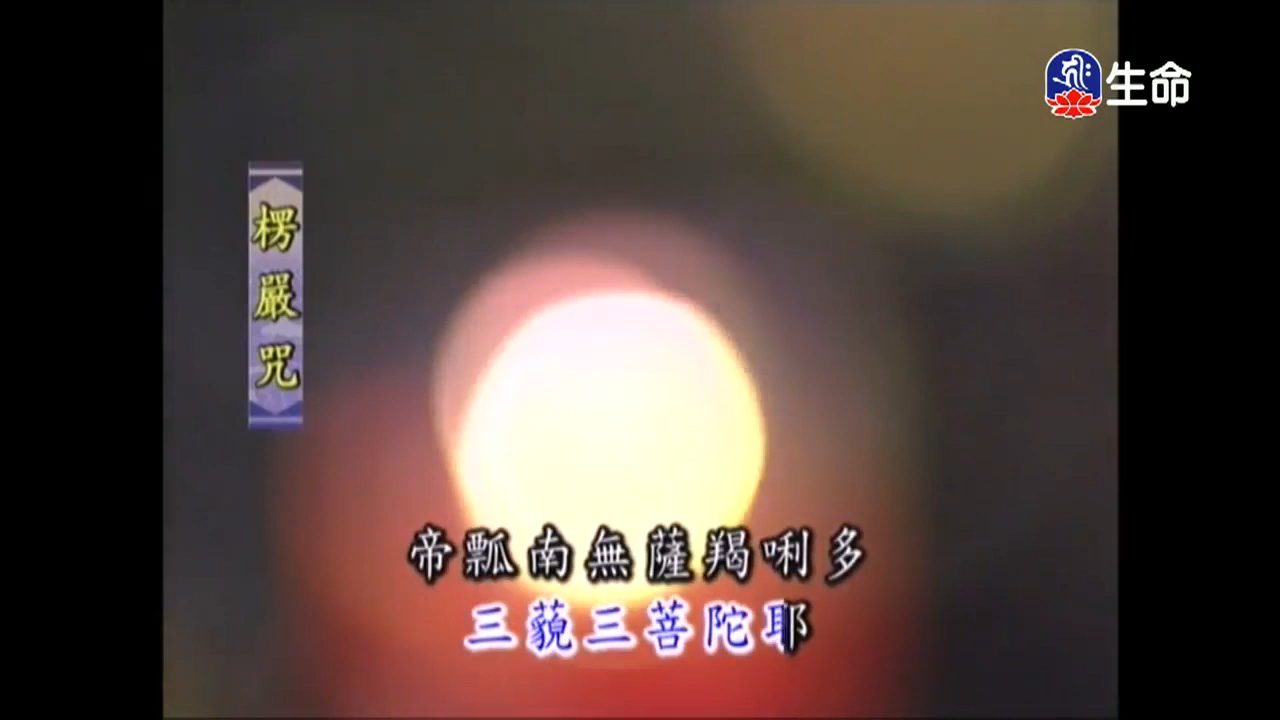 生命
楞嚴咒
帝瓢南無薩羯唎多
三藐三菩陀耶